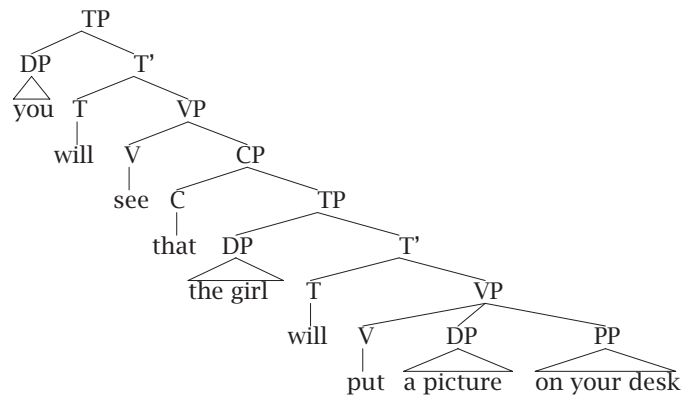 TP
DP T'
you T VP
will V CP
see C TP
that DP T'
the girl T VP
will V DP PP
put a picture on your desk